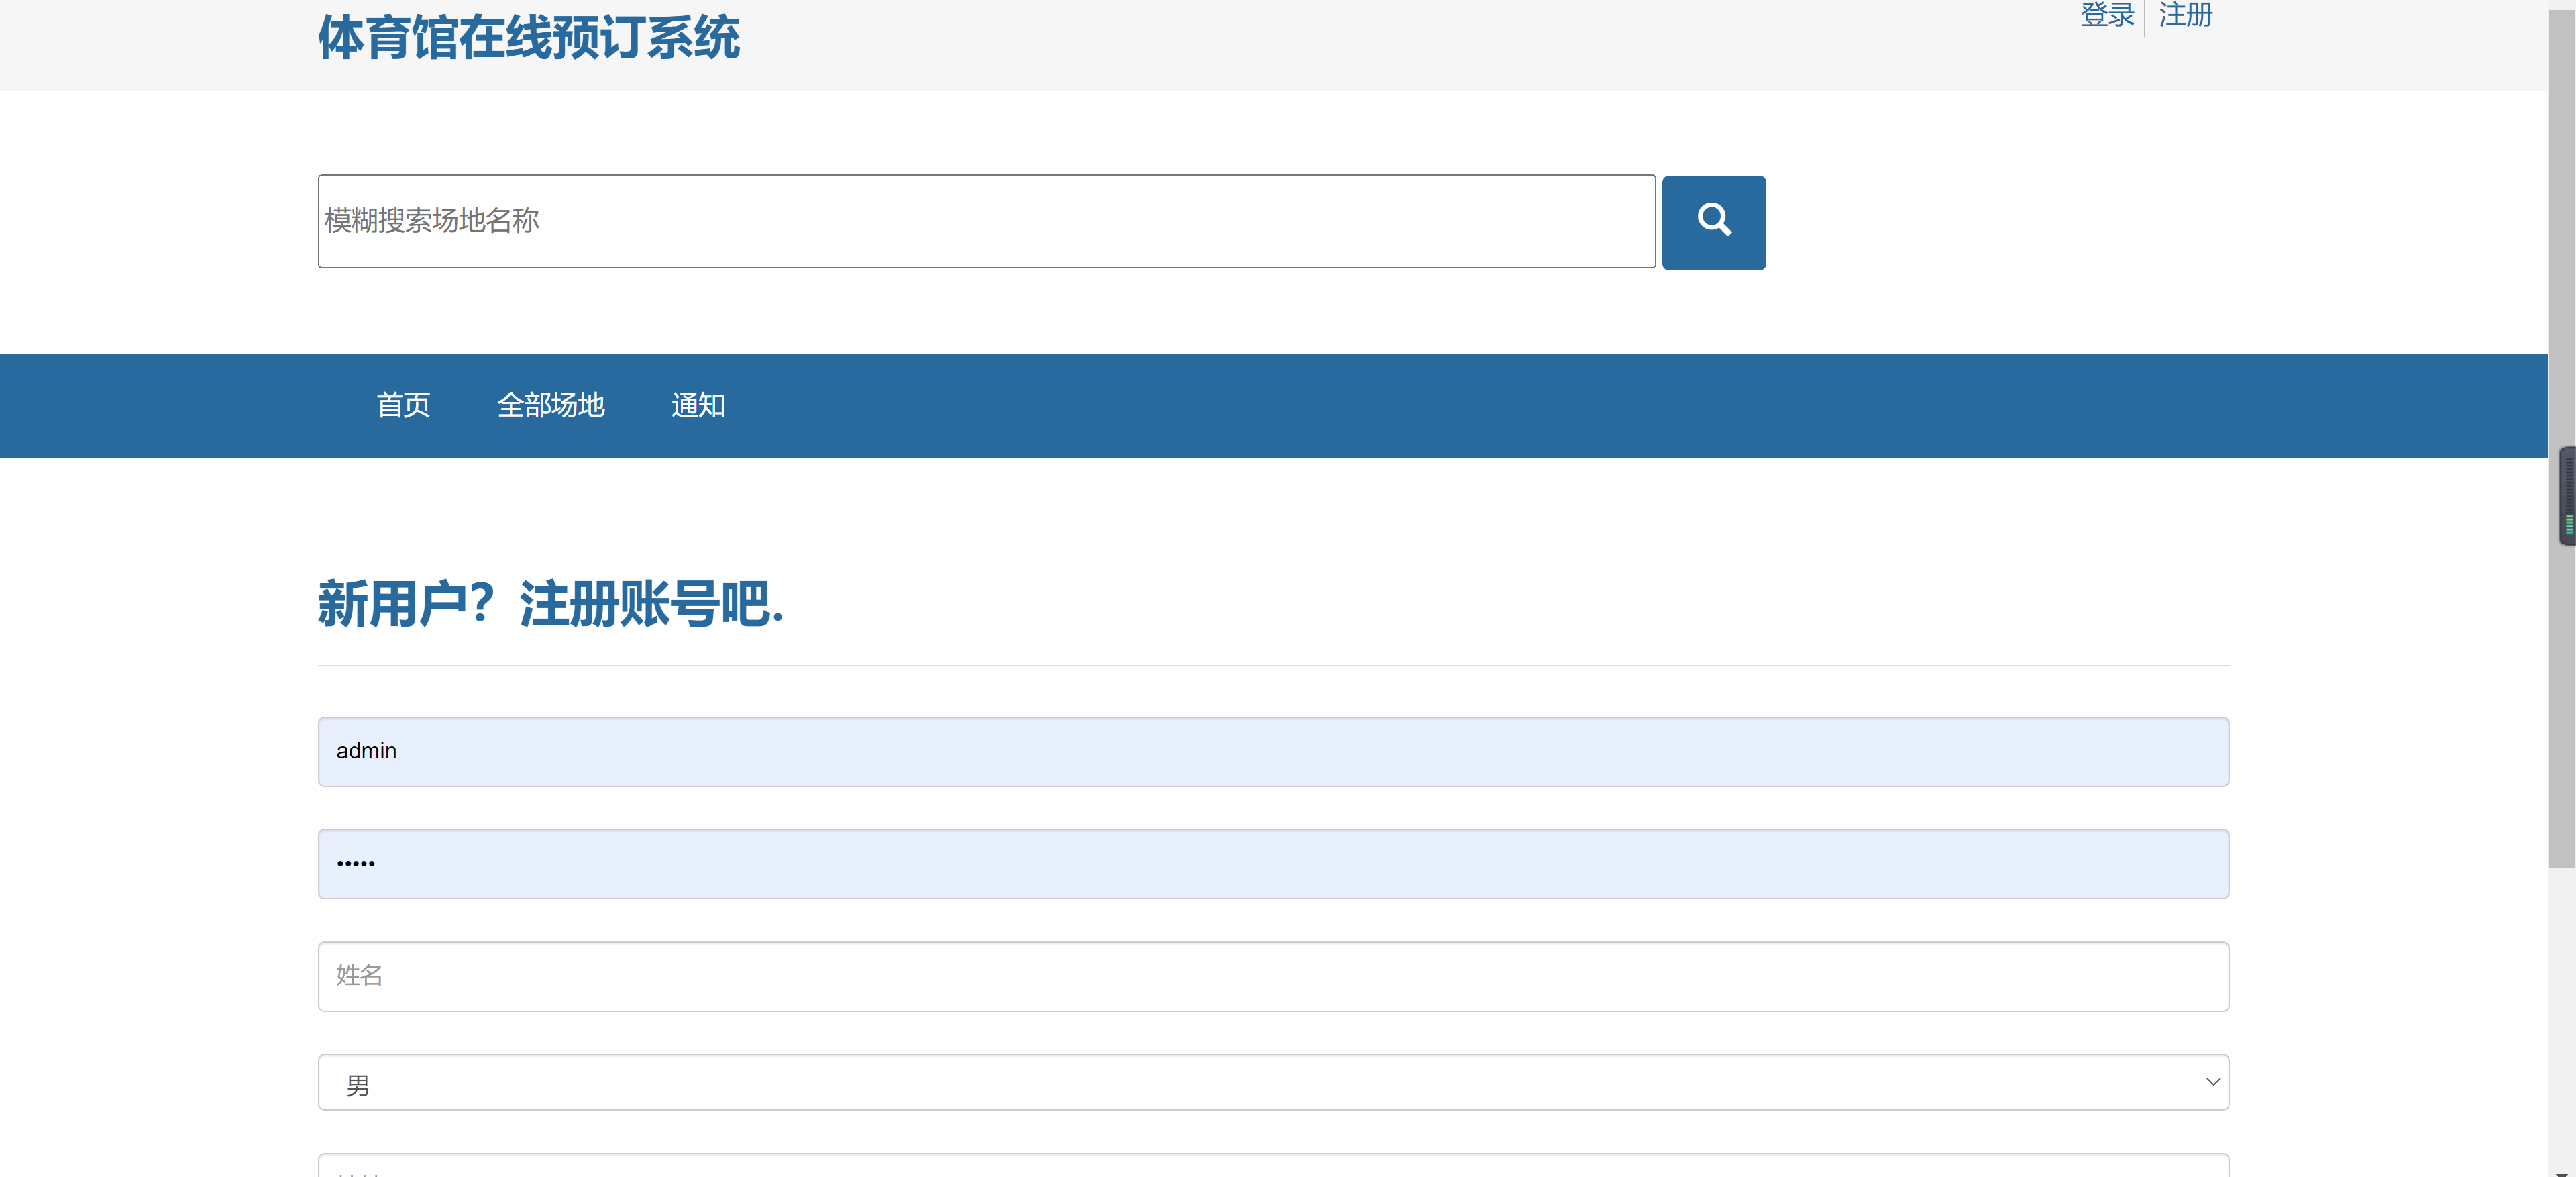 体育馆在线预订系统
登录 注册
模糊搜索场地名称
首页 全部场地 通知
新用户？注册账号吧.
admin
•••••
姓名
男